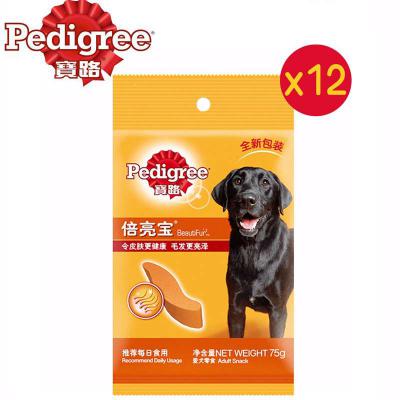 Pedigree
寶路
x12
全新包装
Pedigree
寶路
倍亮宝®
BeautiFur™
令皮肤更健康 毛发更亮泽
推荐每日食用
Recommend Daily Usage
净含量NET WEIGHT 75g
爱犬零食 Adult Snack